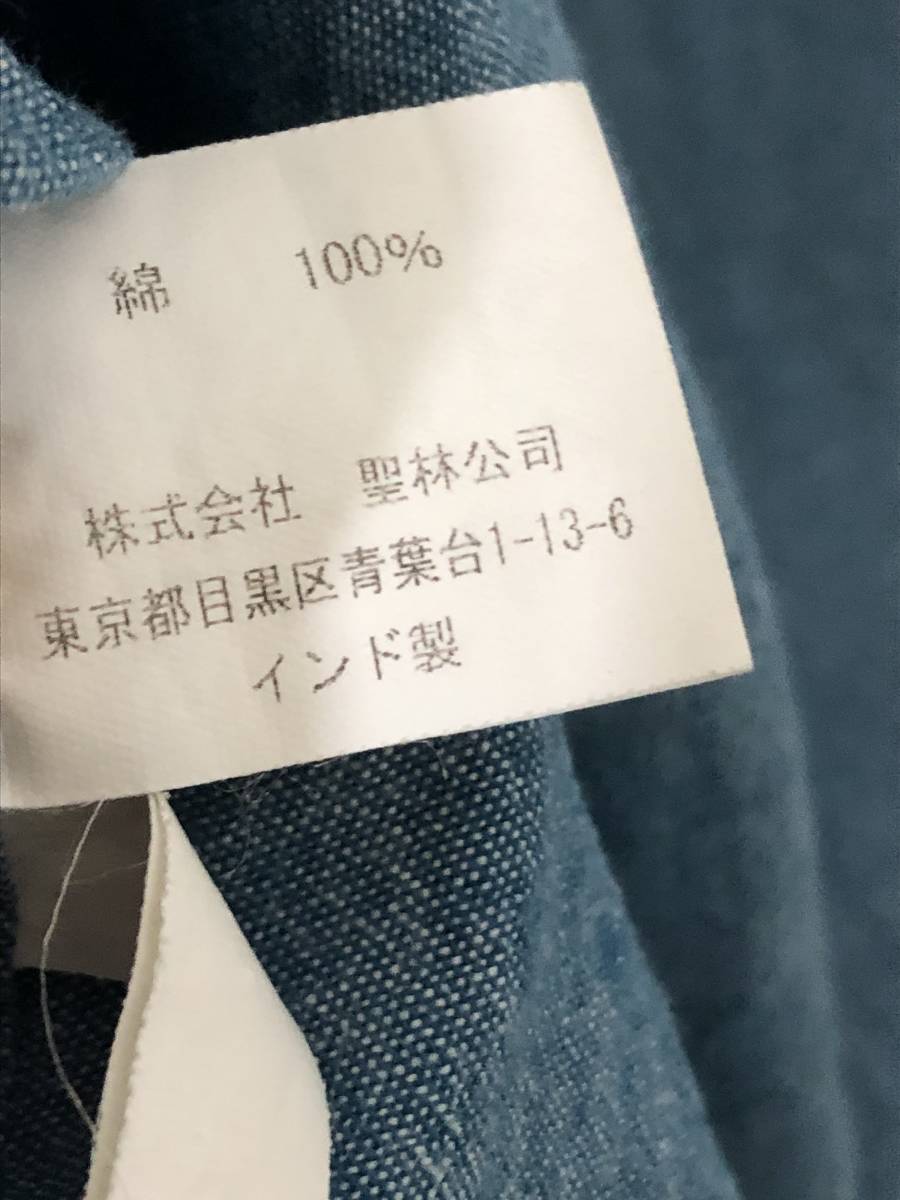 綿 100%
株式会社 聖林公司
東京都目黒区青葉台1-13-6
インド製